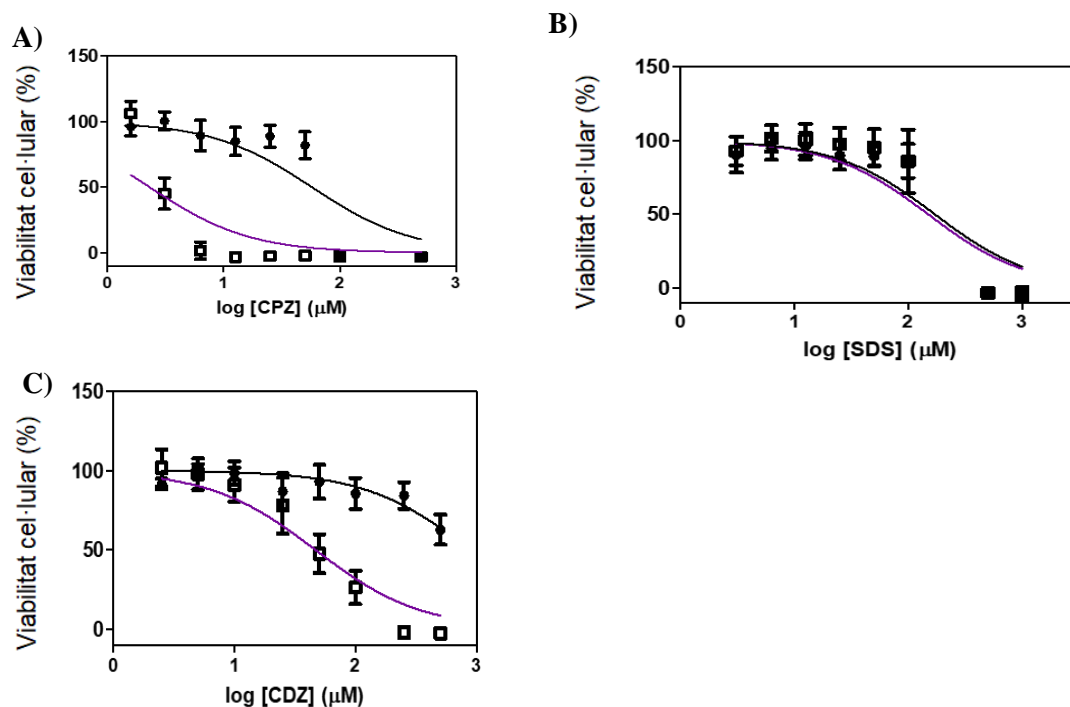 A)
150
100
50
0
Viabilitat cel·lular (%)
0
1
2
3
log [CPZ] (μM)
B)
150
100
50
0
Viabilitat cel·lular (%)
0
1
2
3
log [SDS] (μM)
C)
150
100
50
0
Viabilitat cel·lular (%)
0
1
2
3
log [CDZ] (μM)